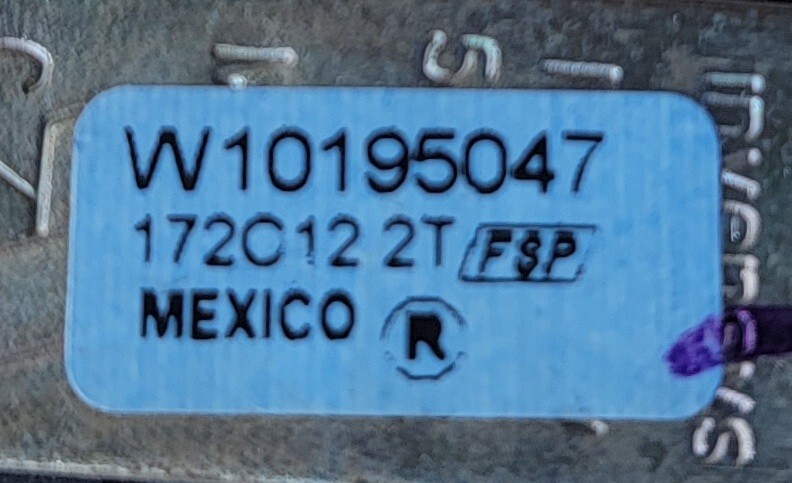 W10195047
172C12 2T FSP
MEXICO R